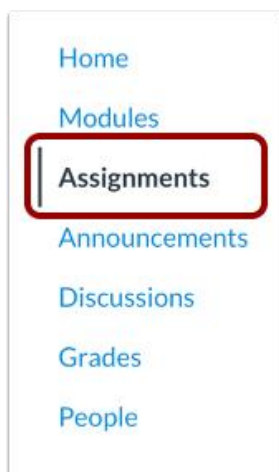 Home
Modules
Assignments
Announcements
Discussions
Grades
People